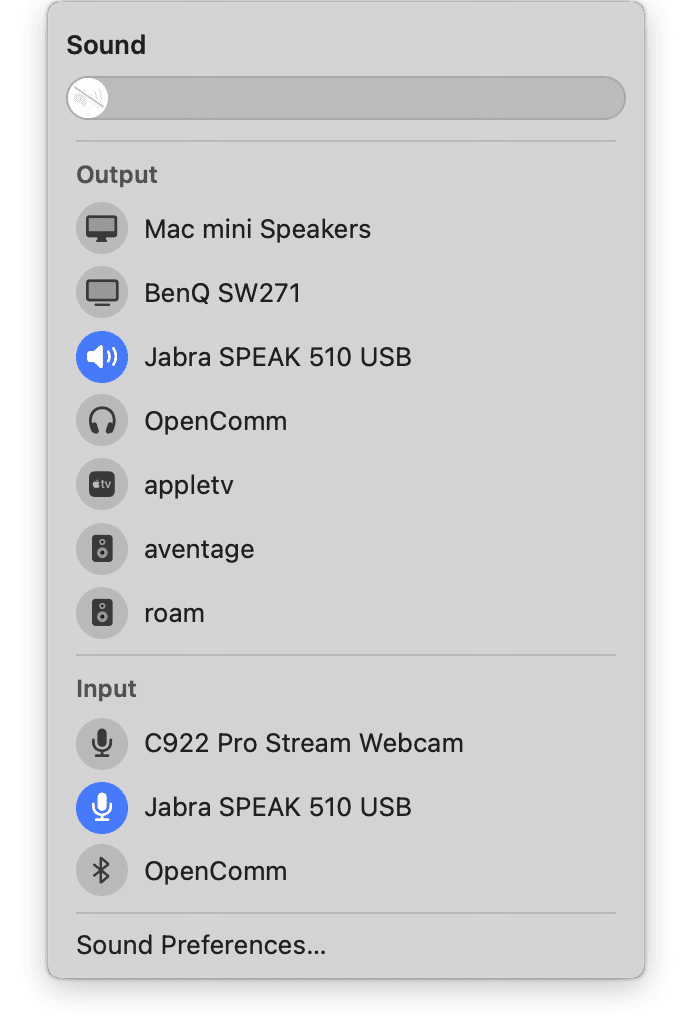 Sound
Output
Mac mini Speakers
BenQ SW271
Jabra SPEAK 510 USB
OpenComm
tv appletv
aventage
roam
Input
C922 Pro Stream Webcam
Jabra SPEAK 510 USB
OpenComm
Sound Preferences...